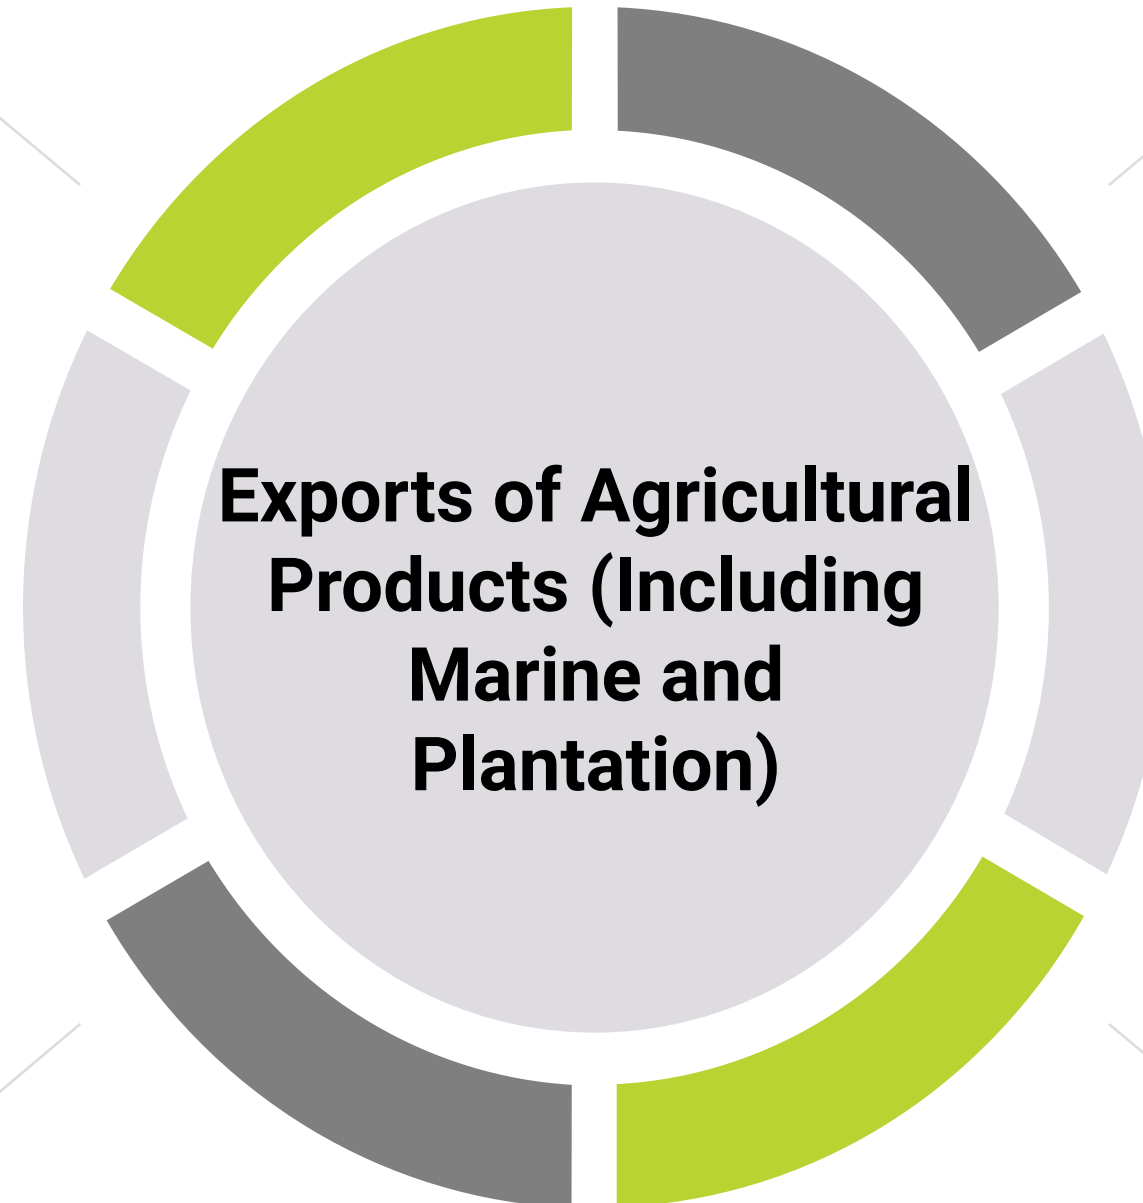 Exports of Agricultural
Products (Including
Marine and
Plantation)